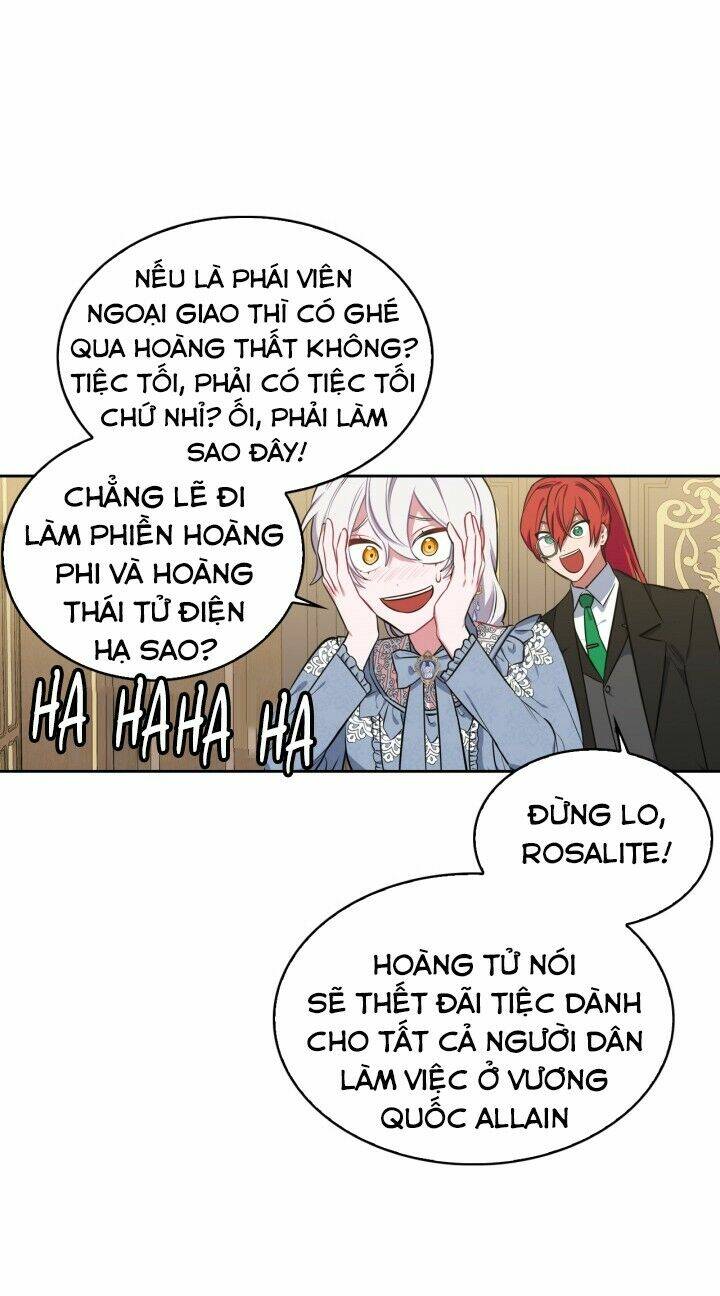 NẾU LÀ PHÁI VIÊN
NGOẠI GIAO THÌ CÓ GHÉ
QUA HOÀNG THẤT KHÔNG?
TIỆC TỐI, PHẢI CÓ TIỆC TỐI
CHỨ NHỈ? ỐI, PHẢI LÀM
SAO ĐÂY!
CHẲNG LẼ ĐI
LÀM PHIỀN HOÀNG
PHI VÀ HOÀNG
THÁI TỬ ĐIỆN
HẠ SAO?
HA HAHA HA
ĐỪNG LO,
ROSALITE!
HOÀNG TỬ NÓI
SẼ THẾT ĐÃI TIỆC DÀNH
CHO TẤT CẢ NGƯỜI DÂN
LÀM VIỆC Ở VƯƠNG
QUỐC ALLAIN